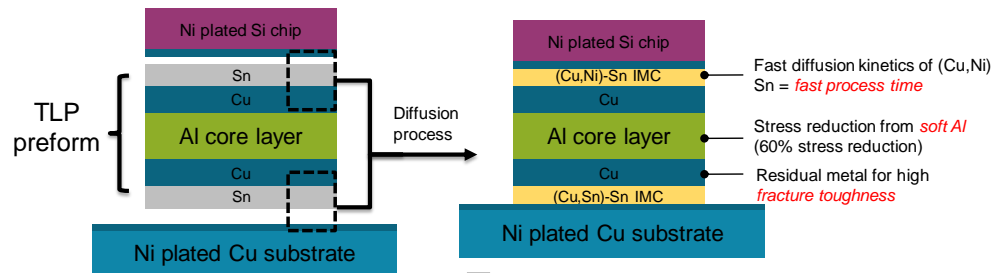 Ni plated Si chip
Sn
Cu
Al core layer
Cu
Sn
Ni plated Cu substrate
TLP
preform
Diffusion
process
Ni plated Si chip
(Cu,Ni)-Sn IMC
Cu
Al core layer
Cu
(Cu,Sn)-Sn IMC
Ni plated Cu substrate
Fast diffusion kinetics of (Cu,Ni)
Sn = fast process time
Stress reduction from soft Al
(60% stress reduction)
Residual metal for high
fracture toughness